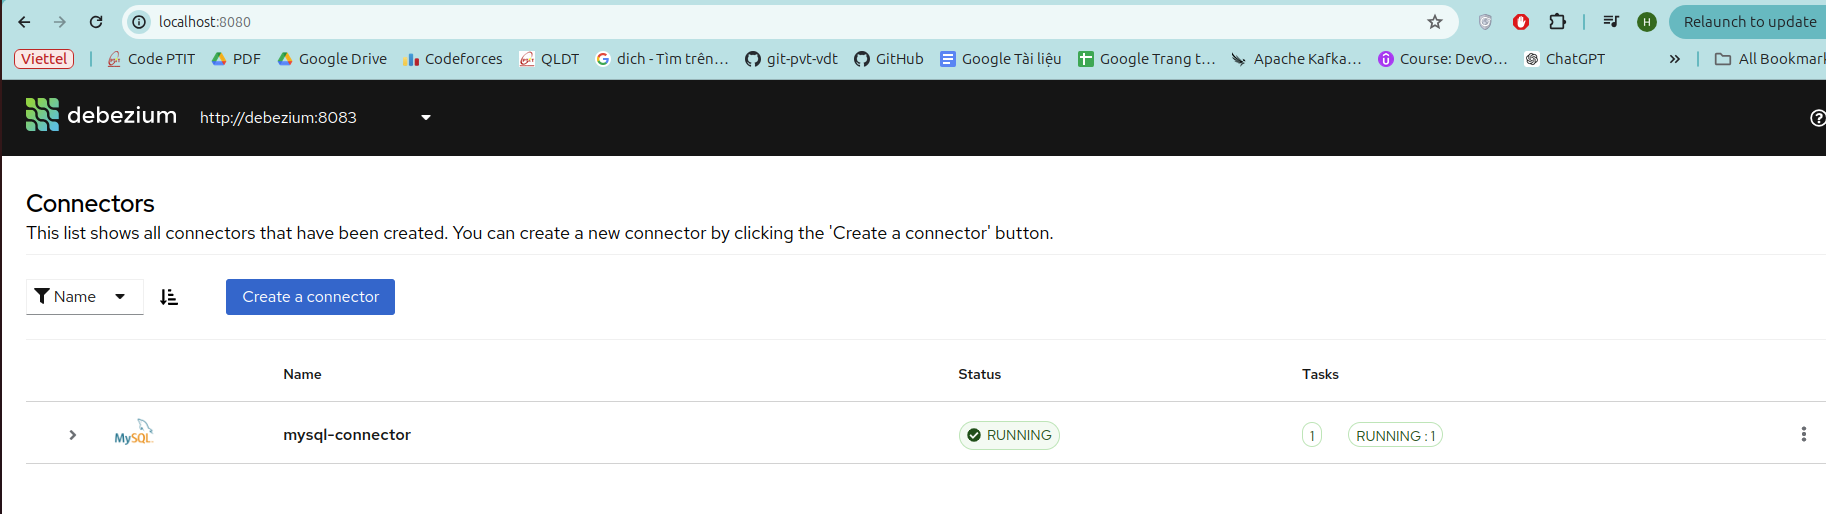 localhost:8080
H
Relaunch to update
Viettel
Code PTIT
PDF
Google Drive
Codeforces
QLDT
dich - Tìm trên…
git-pvt-vdt
GitHub
Google Tài liệu
Google Trang t…
Apache Kafka…
Course: DevO…
ChatGPT
All Bookmar
debezium
http://debezium:8083
Connectors
This list shows all connectors that have been created. You can create a new connector by clicking the 'Create a connector' button.
Name
Create a connector
Name
Status
Tasks
MySQL
mysql-connector
RUNNING
1
RUNNING : 1